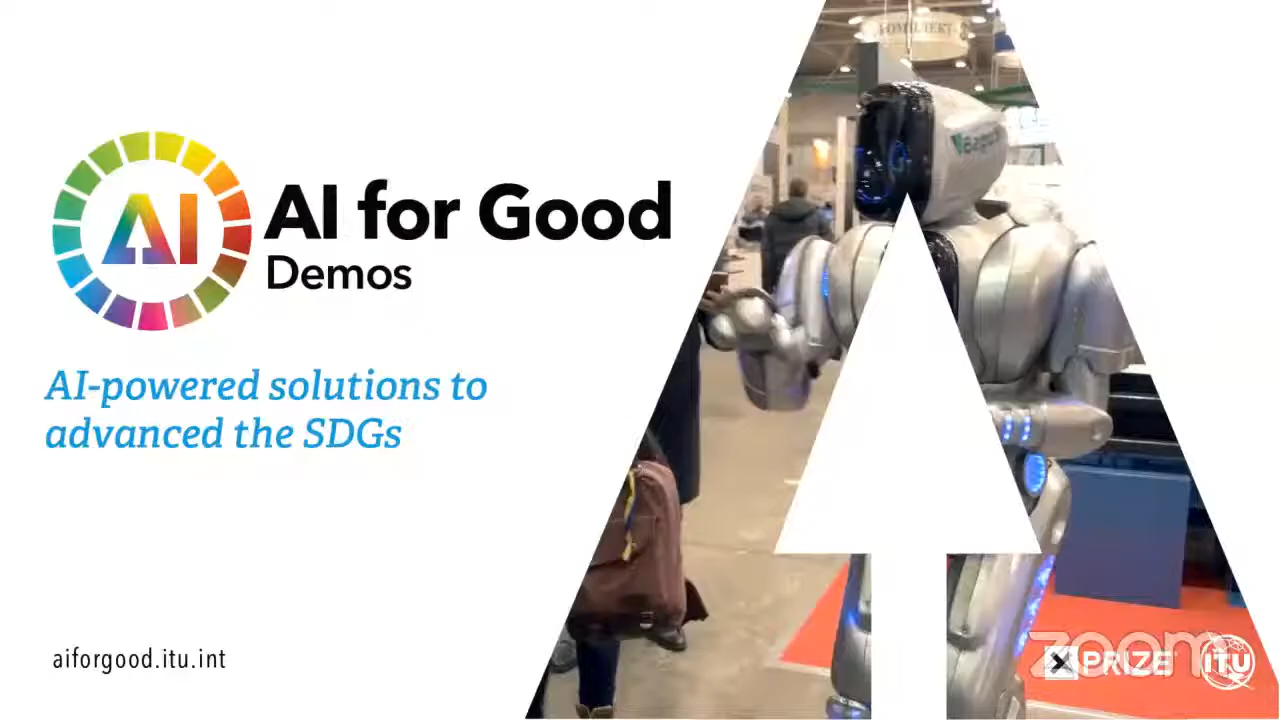 AI
AI for Good
Demos
AI-powered solutions to
advanced the SDGs
aiforgood.itu.int
zoom
XPRIZE
ITU